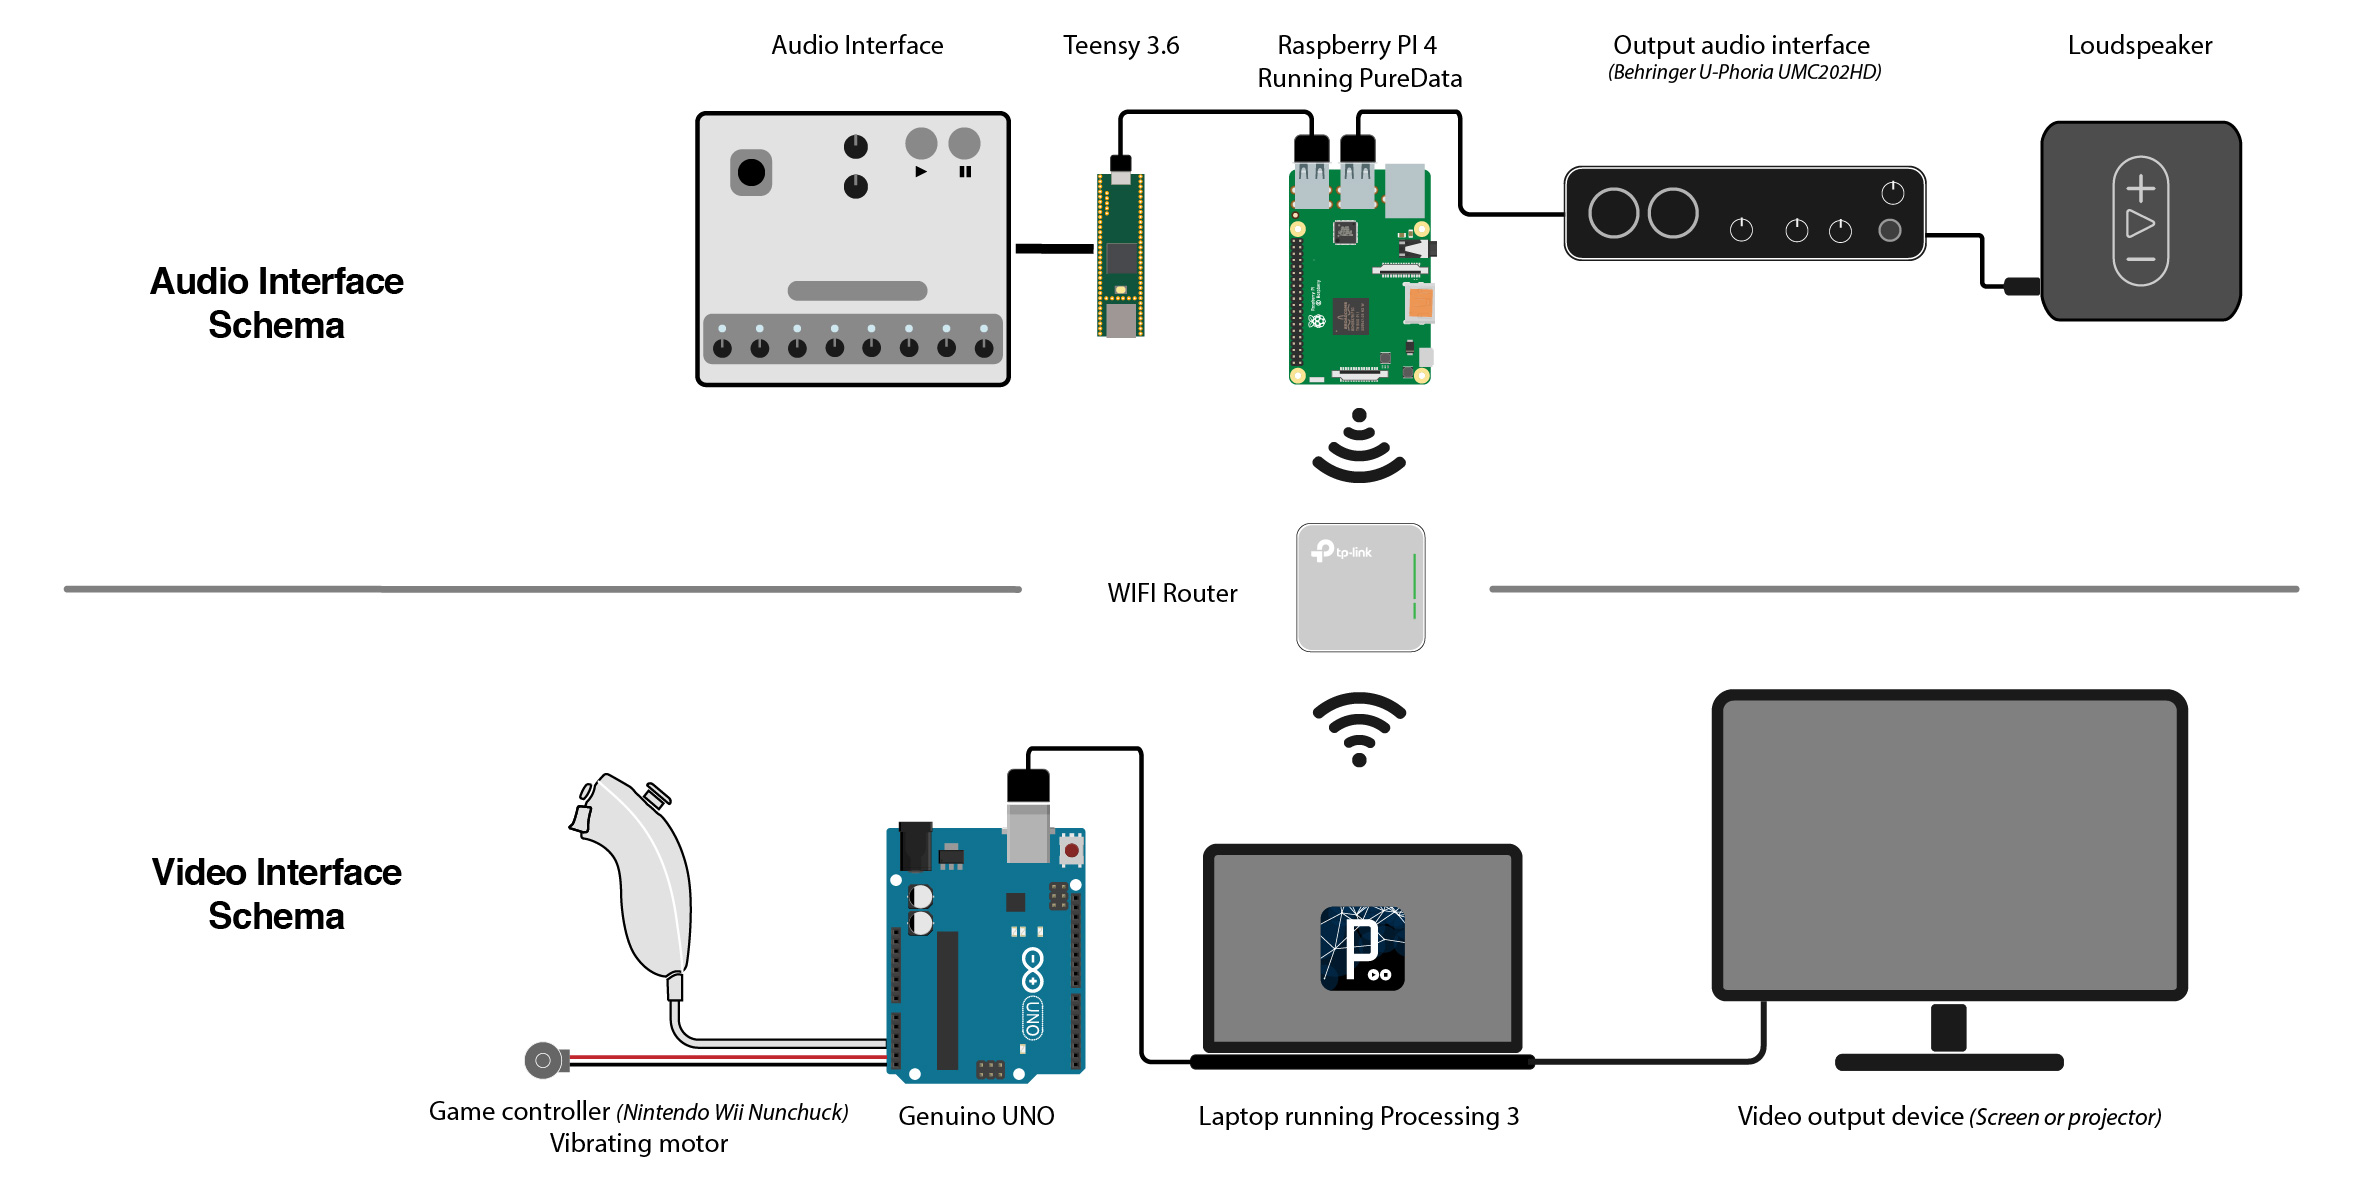 Audio Interface
Teensy 3.6
Raspberry PI 4
Running PureData
Output audio interface
(Behringer U-Phoria UMC202HD)
Loudspeaker
Audio Interface
Schema
tp-link
WIFI Router
Video Interface
Schema
UNO
P
Game controller (Nintendo Wii Nunchuck)
Vibrating motor
Genuino UNO
Laptop running Processing 3
Video output device (Screen or projector)